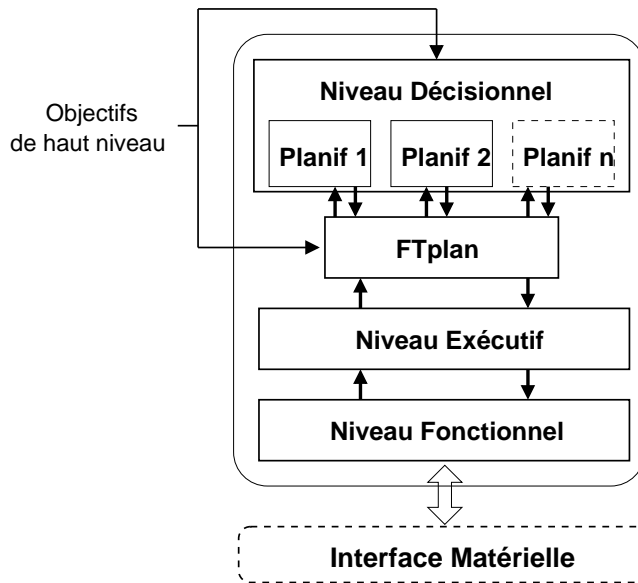 Niveau Décisionnel
Objectifs
de haut niveau
Planif 1
Planif 2
Planif n
FTplan
Niveau Exécutif
Niveau Fonctionnel
Interface Matérielle